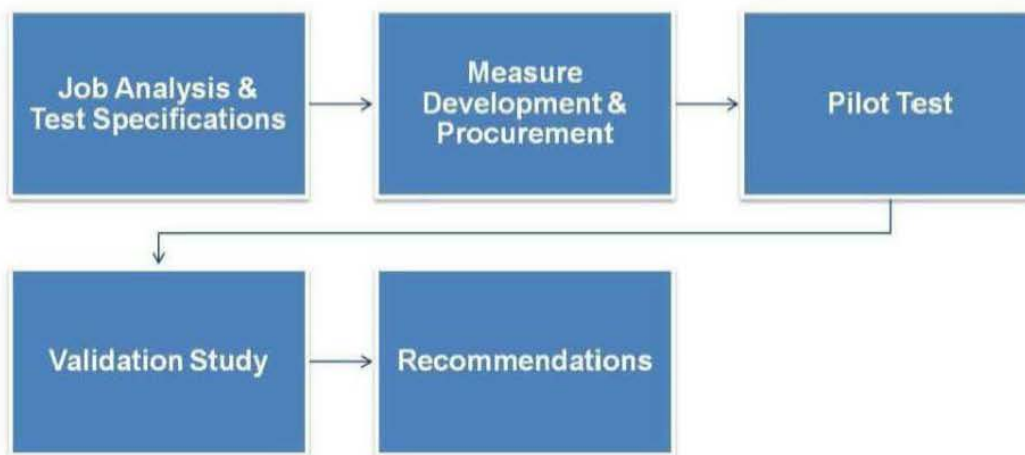 Job Analysis &
Test Specifications
Measure
Development &
Procurement
Pilot Test
Validation Study
Recommendations